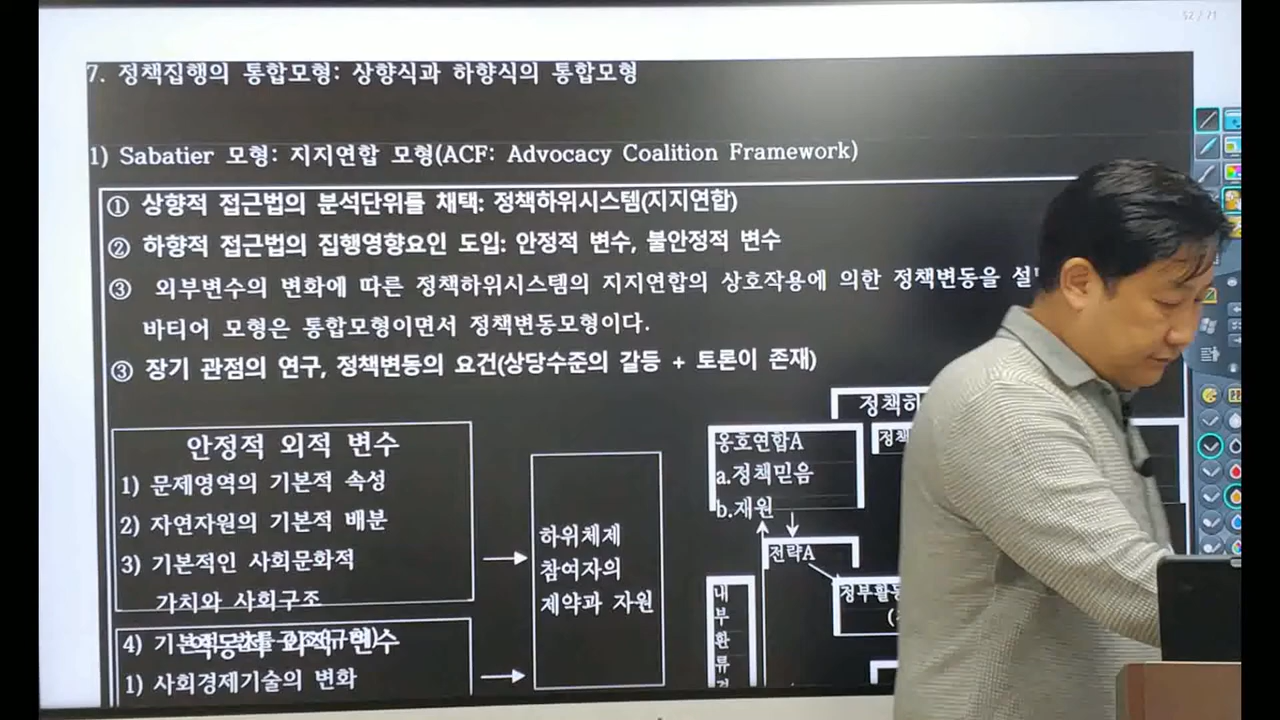 52 / 71
7. 정책집행의 통합모형: 상향식과 하향식의 통합모형
1) Sabatier 모형: 지지연합 모형(ACF: Advocacy Coalition Framework)
① 상향적 접근법의 분석단위를 채택: 정책하위시스템(지지연합)
② 하향적 접근법의 집행영향요인 도입: 안정적 변수, 불안정적 변수
③ 외부변수의 변화에 따른 정책하위시스템의 지지연합의 상호작용에 의한 정책변동을
바티어 모형은 통합모형이면서 정책변동모형이다.
③ 장기 관점의 연구, 정책변동의 요건(상당수준의 갈등 + 토론이 존재)
안정적 외적 변수
1) 문제영역의 기본적 속성
2) 자연자원의 기본적 배분
3) 기본적인 사회문화적
가치와 사회구조
4)
외적 변수
1) 사회경제기술의 변화
하위체제
참여자의
제약과 자원
옹호연합A
a.정책믿음
b.재원
전략A
내
부
환
류